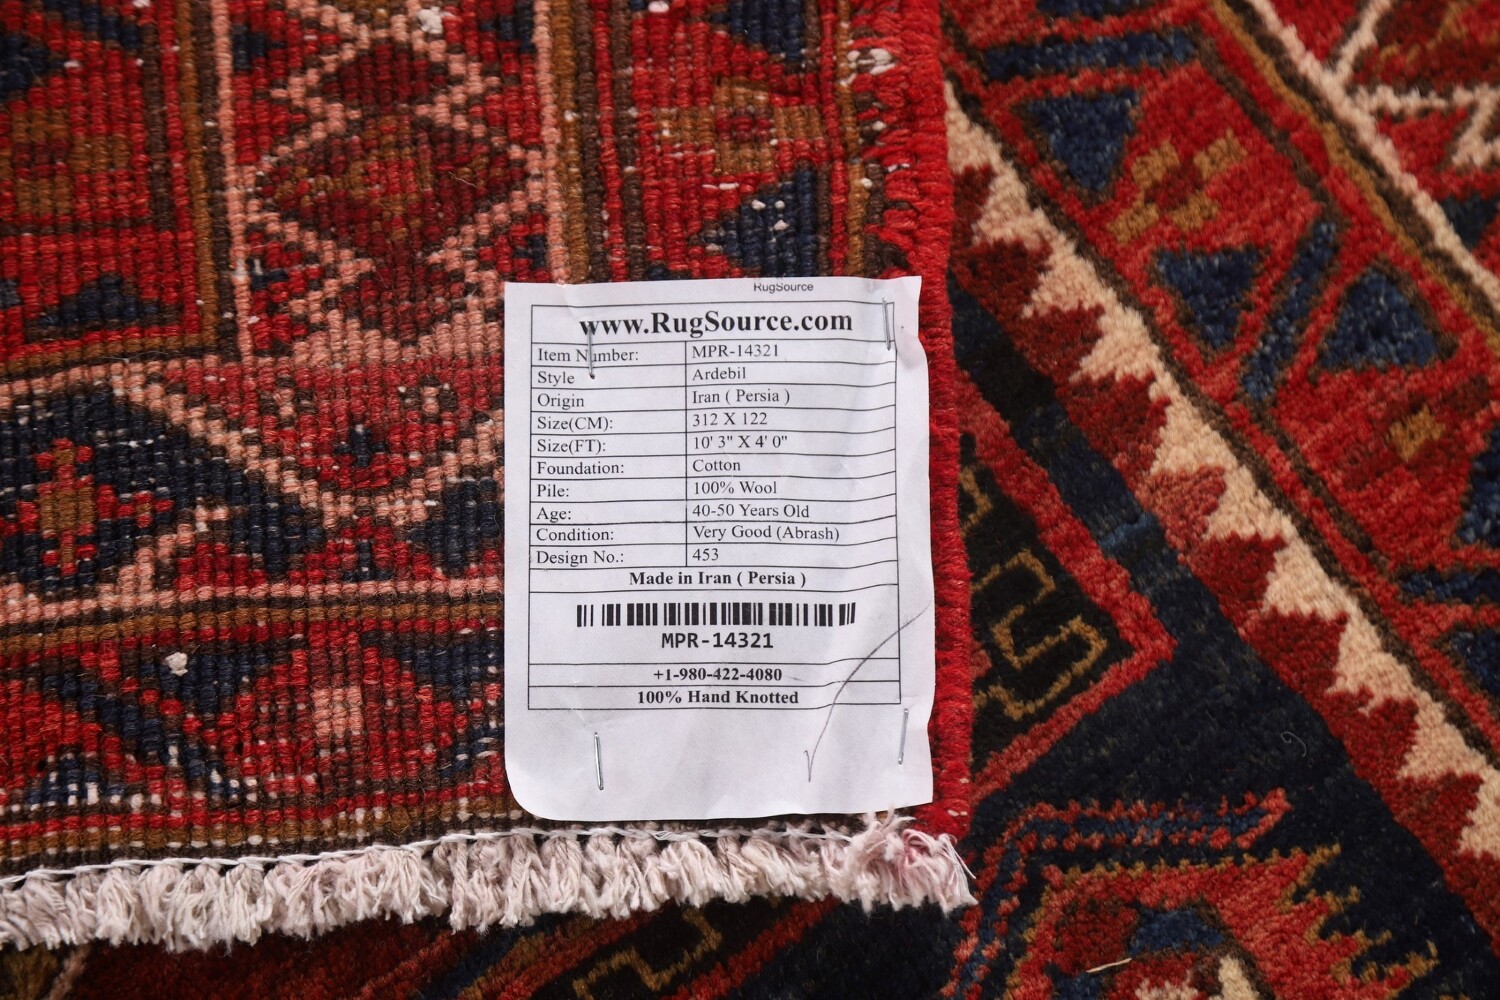 RugSource
www.RugSource.com
Item Number: MPR-14321
Style Ardebil
Origin Iran ( Persia )
Size(CM): 312 X 122
Size(FT): 10' 3" X 4' 0"
Foundation: Cotton
Pile: 100% Wool
Age: 40-50 Years Old
Condition: Very Good (Abrash)
Design No.: 453
Made in Iran ( Persia )
MPR-14321
+1-980-422-4080
100% Hand Knotted